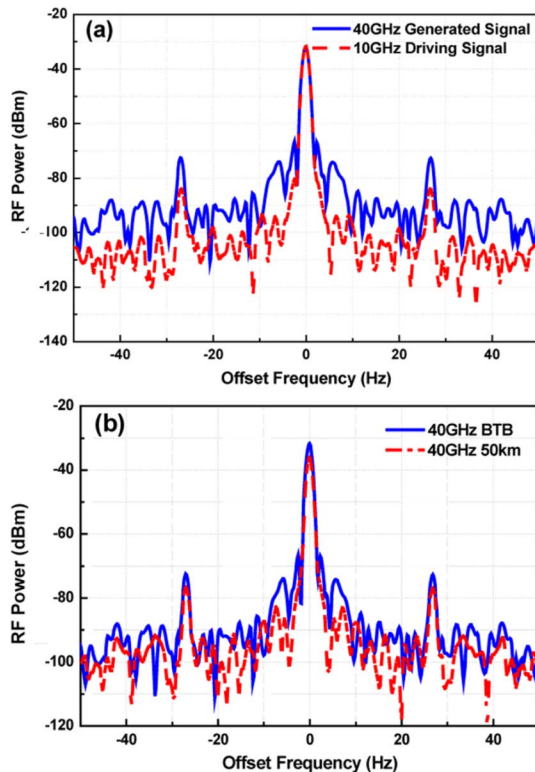 (a)
40GHz Generated Signal
10GHz Driving Signal
-20
-40
-60
-80
-100
-120
-140
RF Power (dBm)
-40 -20 0 20 40
Offset Frequency (Hz)
(b)
40GHz BTB
40GHz 50km
-20
-40
-60
-80
-100
-120
RF Power (dBm)
-40 -20 0 20 40
Offset Frequency (Hz)